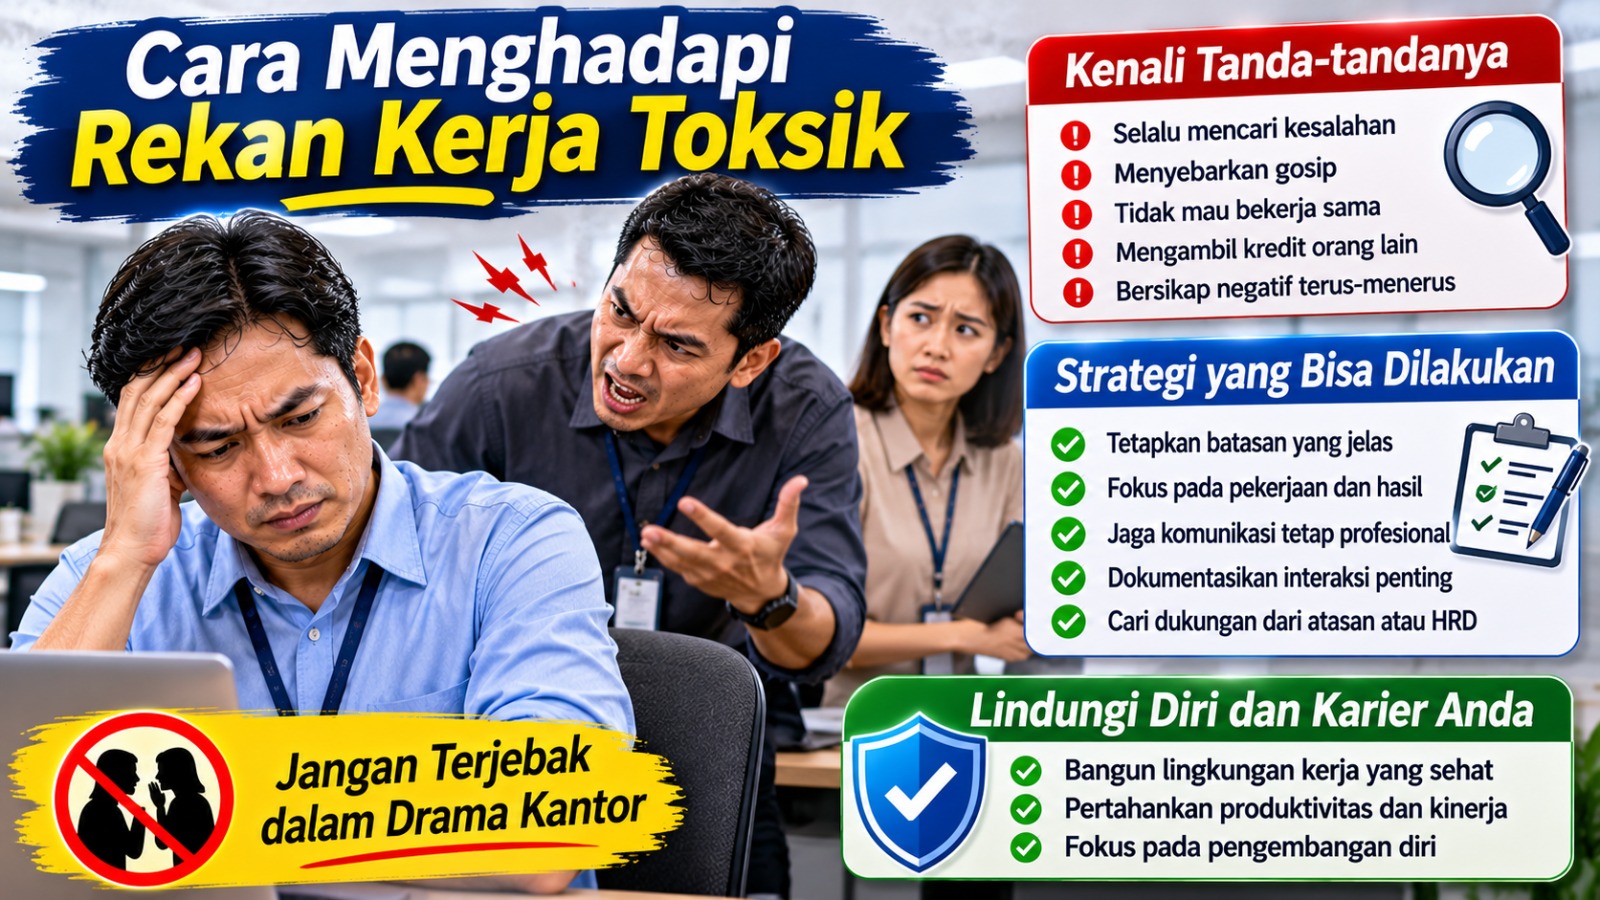 Cara Menghadapi
Rekan Kerja Toksik
Kenali Tanda-tandanya
Selalu mencari kesalahan
Menyebarkan gosip
Tidak mau bekerja sama
Mengambil kredit orang lain
Bersikap negatif terus-menerus
Strategi yang Bisa Dilakukan
Tetapkan batasan yang jelas
Fokus pada pekerjaan dan hasil
Jaga komunikasi tetap profesional
Dokumentasikan interaksi penting
Cari dukungan dari atasan atau HRD
Lindungi Diri dan Karier Anda
Bangun lingkungan kerja yang sehat
Pertahankan produktivitas dan kinerja
Fokus pada pengembangan diri
Jangan Terjebak
dalam Drama Kantor